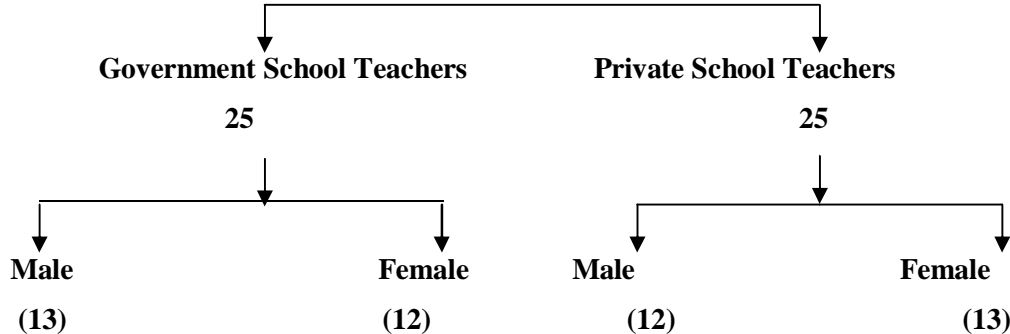 Government School Teachers Private School Teachers
25 25
Male Female Male Female
(13) (12) (12) (13)